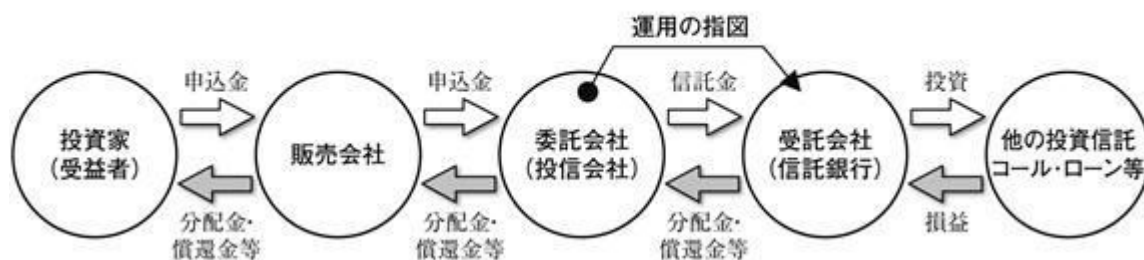 運用の指図
申込金
申込金
信託金
投資
投資家
(受益者)
販売会社
委託会社
(投信会社)
受託会社
(信託銀行)
他の投資信託
コール・ローン等
分配金・
償還金等
分配金・
償還金等
分配金・
償還金等
損益